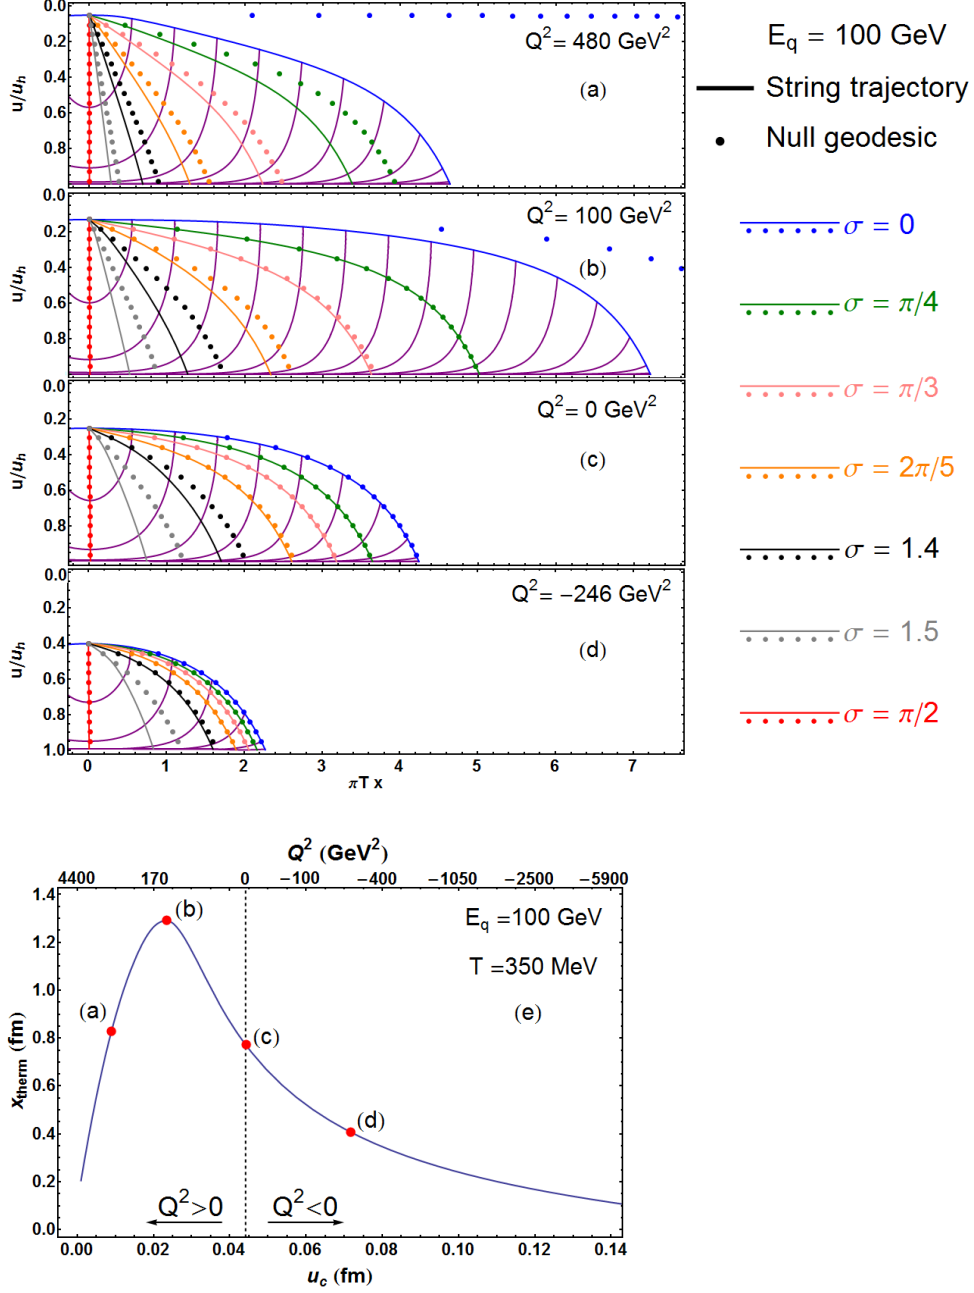 0.0
0.2
0.4
0.6
0.8
u/u_h
Q² = 480 GeV²
(a)
0.0
0.2
0.4
0.6
0.8
u/u_h
Q² = 100 GeV²
(b)
0.0
0.2
0.4
0.6
0.8
u/u_h
Q² = 0 GeV²
(c)
0.0
0.2
0.4
0.6
0.8
1.0
u/u_h
Q² = −246 GeV²
(d)
0 1 2 3 4 5 6 7
πT x
E_q = 100 GeV
String trajectory
Null geodesic
σ = 0
σ = π/4
σ = π/3
σ = 2π/5
σ = 1.4
σ = 1.5
σ = π/2
Q² (GeV²)
4400 170 0 −100 −400 −1050 −2500 −5900
1.4
1.2
1.0
0.8
0.6
0.4
0.2
0.0
x_therm (fm)
E_q =100 GeV
T =350 MeV
(e)
(a)
(b)
(c)
(d)
Q²>0
Q²<0
0.00 0.02 0.04 0.06 0.08 0.10 0.12 0.14
u_c (fm)